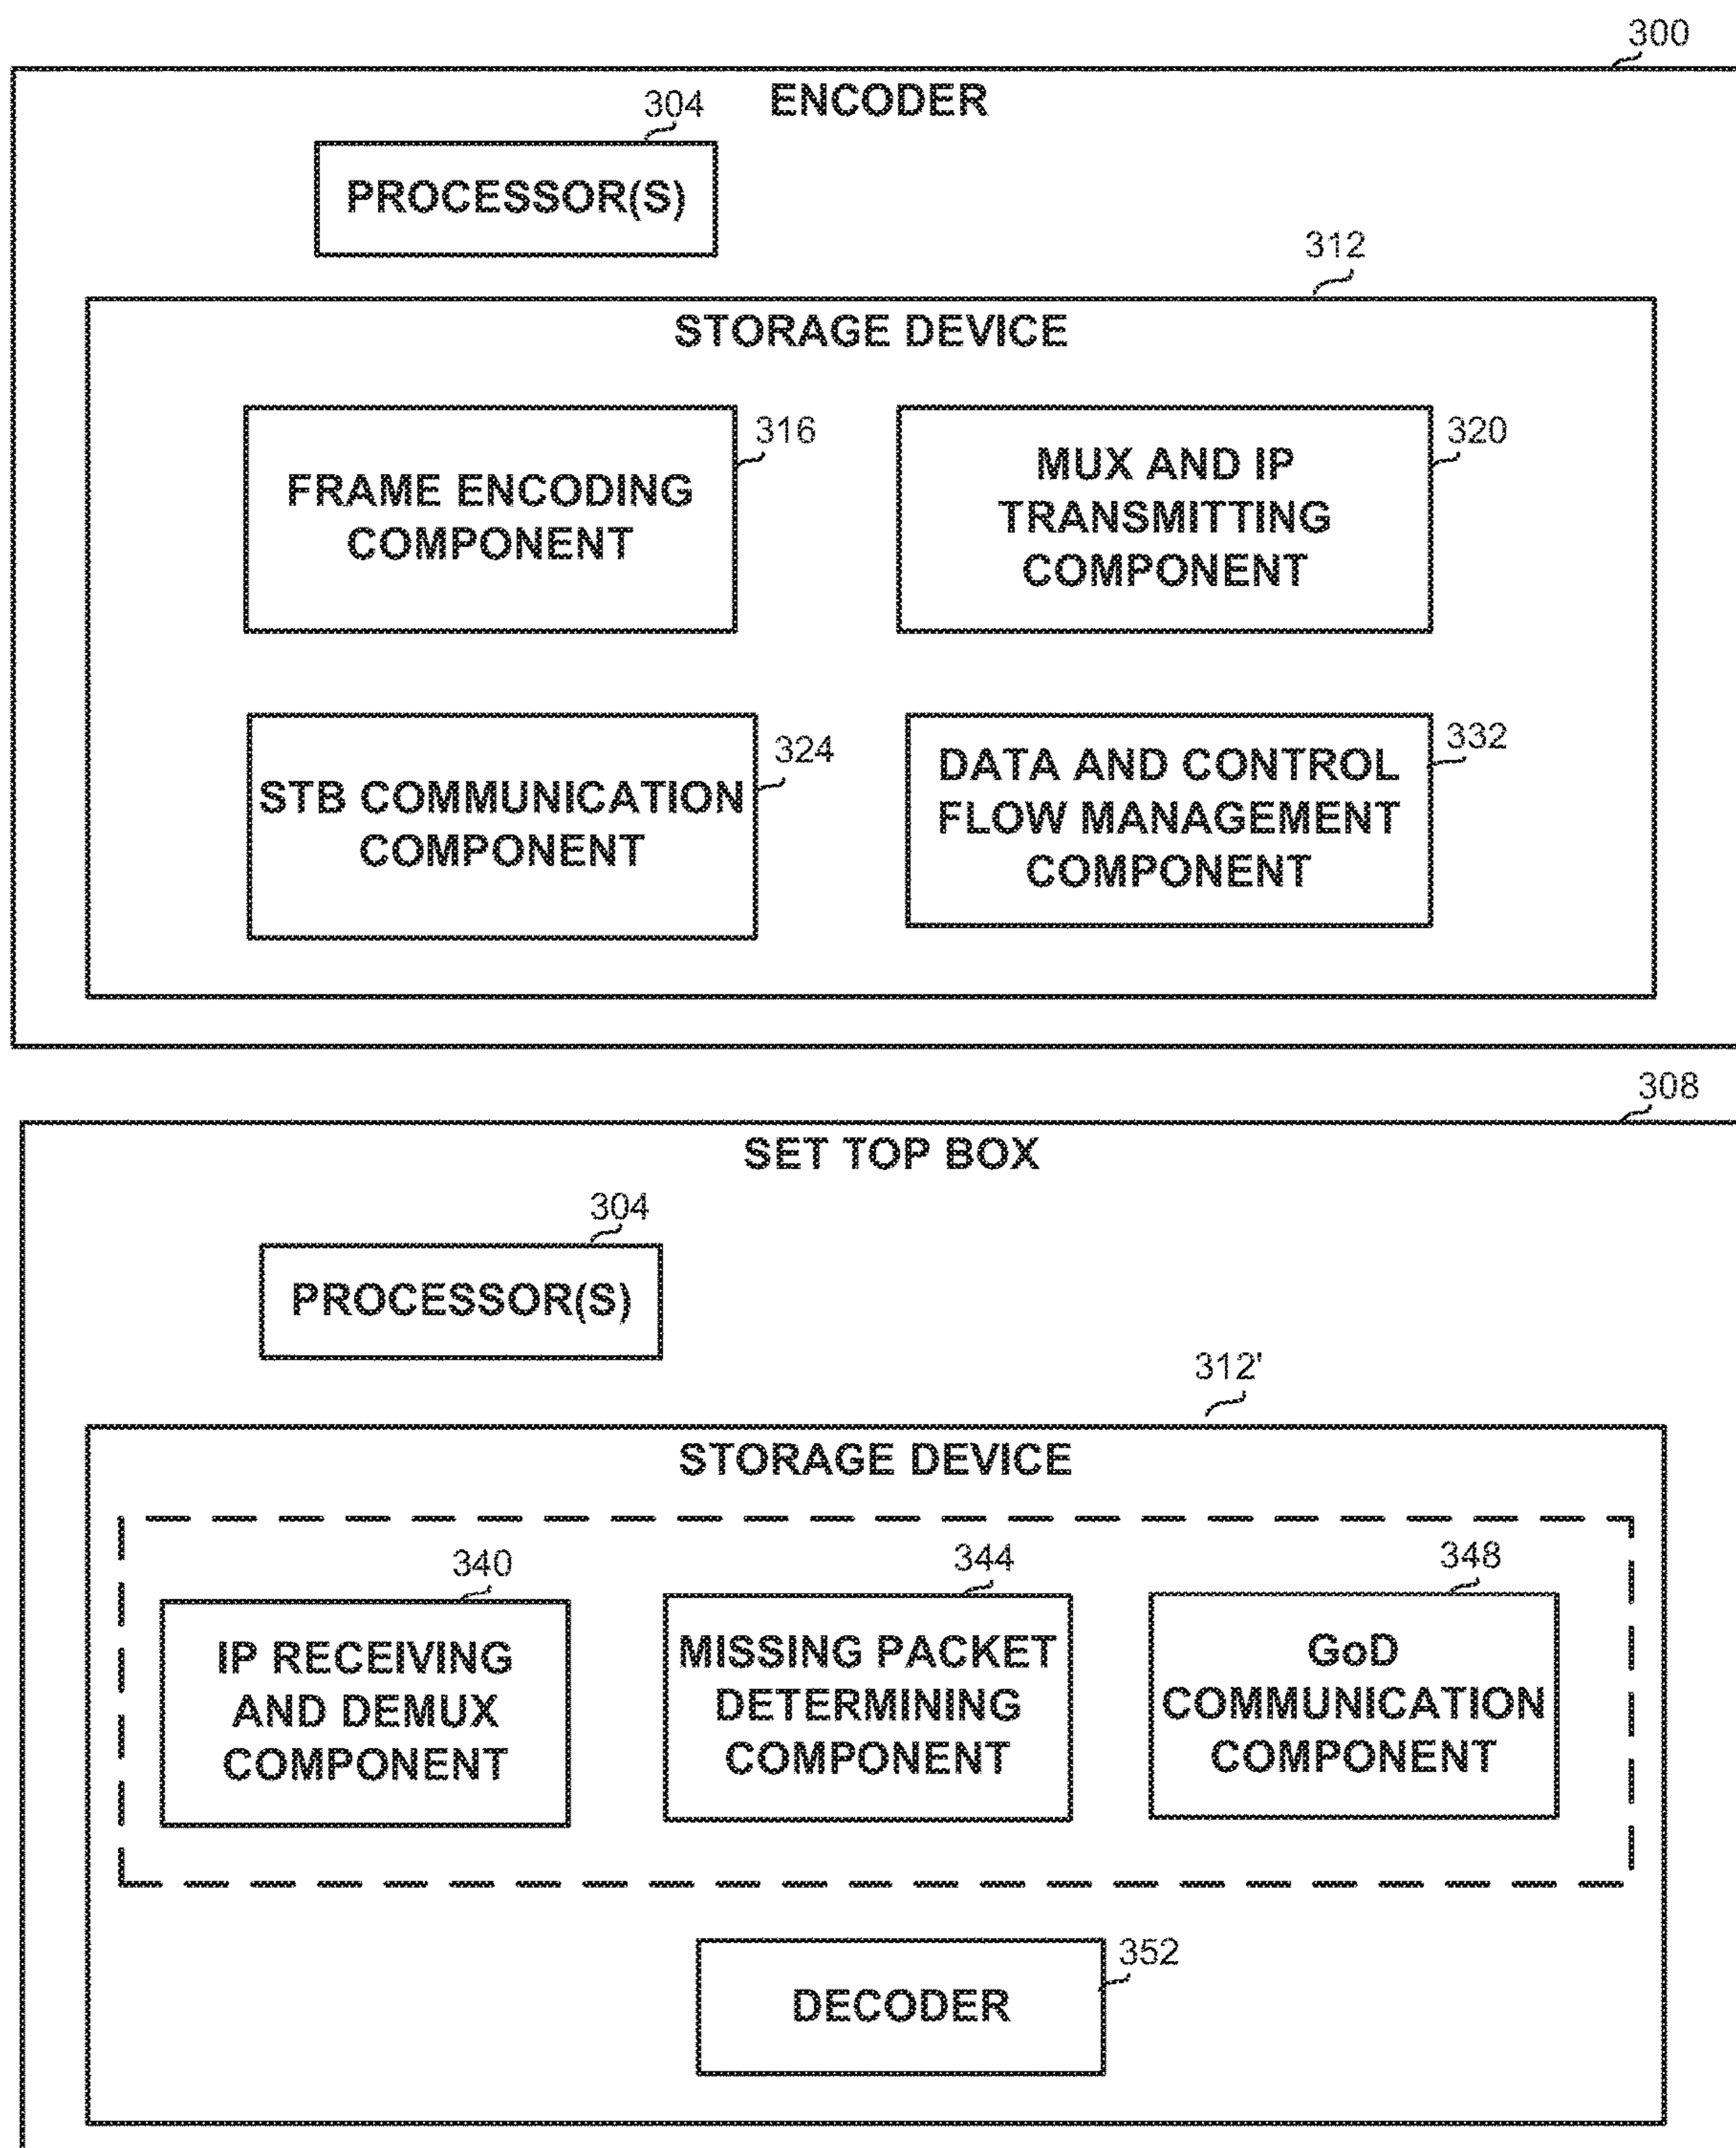 300
ENCODER
304
PROCESSOR(S)
312
STORAGE DEVICE
316
FRAME ENCODING
COMPONENT
320
MUX AND IP
TRANSMITTING
COMPONENT
324
STB COMMUNICATION
COMPONENT
332
DATA AND CONTROL
FLOW MANAGEMENT
COMPONENT
308
SET TOP BOX
304
PROCESSOR(S)
312'
STORAGE DEVICE
340
IP RECEIVING
AND DEMUX
COMPONENT
344
MISSING PACKET
DETERMINING
COMPONENT
348
GoD
COMMUNICATION
COMPONENT
352
DECODER